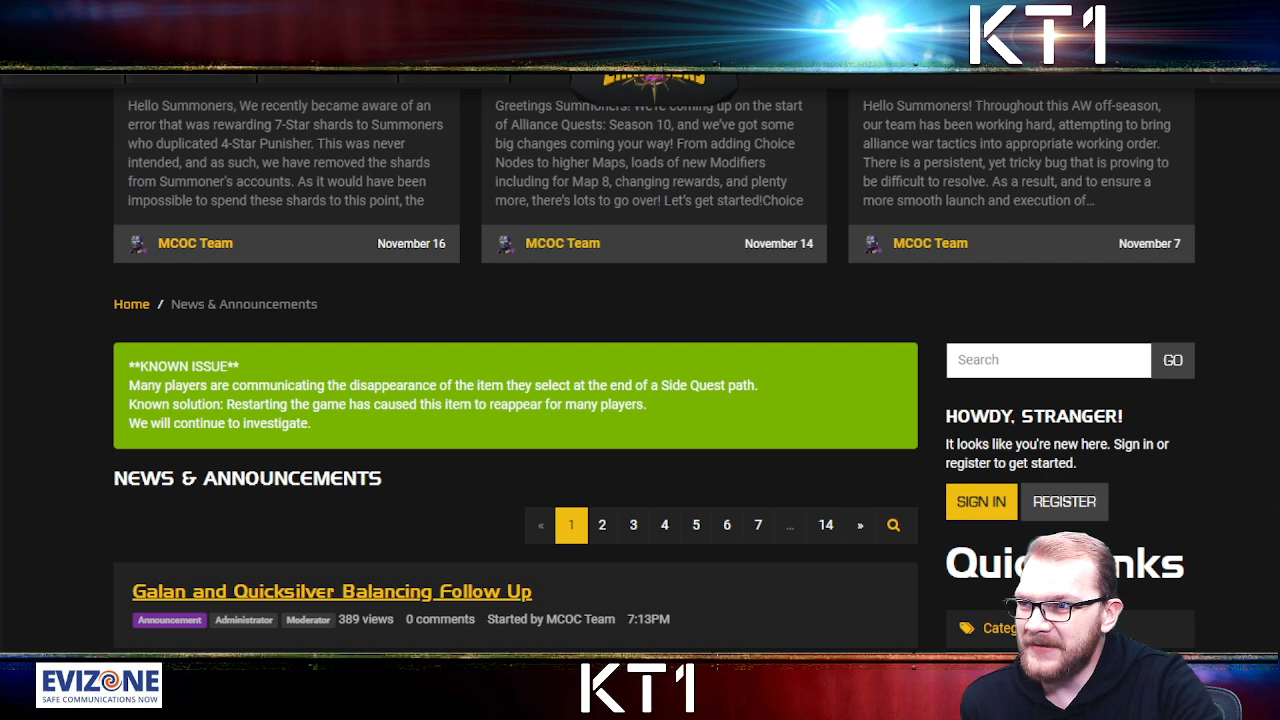 KT1
Hello Summoners, We recently became aware of an
error that was rewarding 7-Star shards to Summoners
who duplicated 4-Star Punisher. This was never
intended, and as such, we have removed the shards
from Summoner's accounts. As it would have been
impossible to spend these shards to this point, the
MCOC Team
November 16
Greetings Summoners! We're coming up on the start
of Alliance Quests: Season 10, and we've got some
big changes coming your way! From adding Choice
Nodes to higher Maps, loads of new Modifiers
including for Map 8, changing rewards, and plenty
more, there's lots to go over! Let's get started!Choice
MCOC Team
November 14
Hello Summoners! Throughout this AW off-season,
our team has been working hard, attempting to bring
alliance war tactics into appropriate working order.
There is a persistent, yet tricky bug that is proving to
be difficult to resolve. As a result, and to ensure a
more smooth launch and execution of…
MCOC Team
November 7
Home / News & Announcements
**KNOWN ISSUE**
Many players are communicating the disappearance of the item they select at the end of a Side Quest path.
Known solution: Restarting the game has caused this item to reappear for many players.
We will continue to investigate.
Search
GO
HOWDY, STRANGER!
It looks like you're new here. Sign in or
register to get started.
SIGN IN
REGISTER
NEWS & ANNOUNCEMENTS
« 1 2 3 4 5 6 7 … 14 »
Galan and Quicksilver Balancing Follow Up
Announcement Administrator Moderator 389 views 0 comments Started by MCOC Team 7:13PM
EVIZONE
SAFE COMMUNICATIONS NOW
KT1